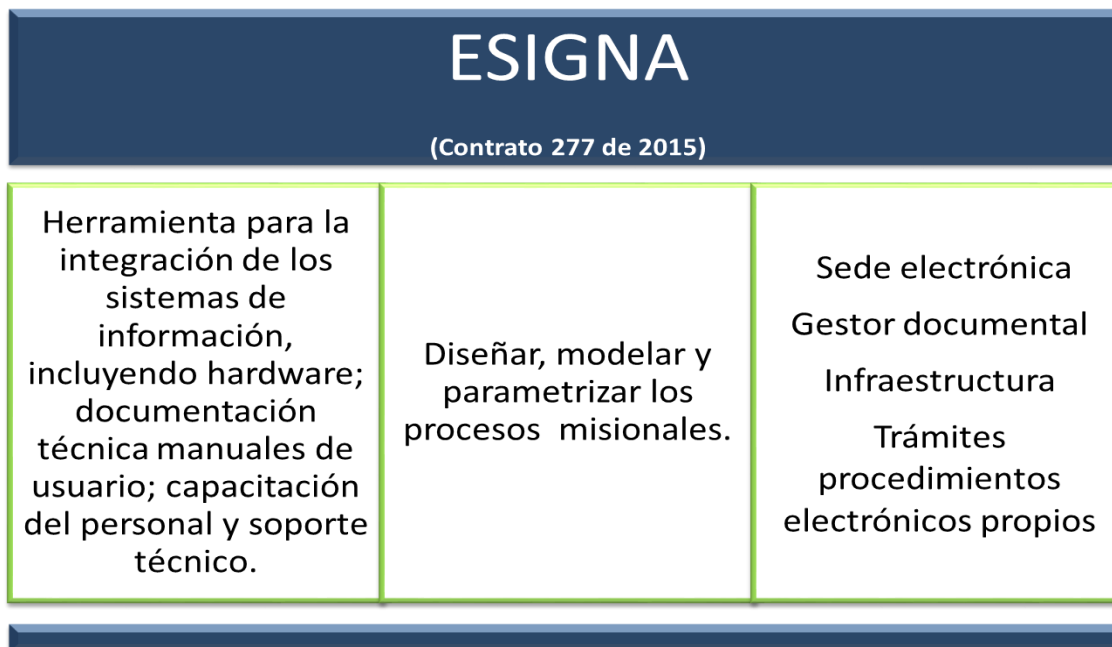 ESIGNA
(Contrato 277 de 2015)
Herramienta para la
integración de los
sistemas de
información,
incluyendo hardware;
documentación
técnica manuales de
usuario; capacitación
del personal y soporte
técnico.
Diseñar, modelar y
parametrizar los
procesos misionales.
Sede electrónica
Gestor documental
Infraestructura
Trámites
procedimientos
electrónicos propios